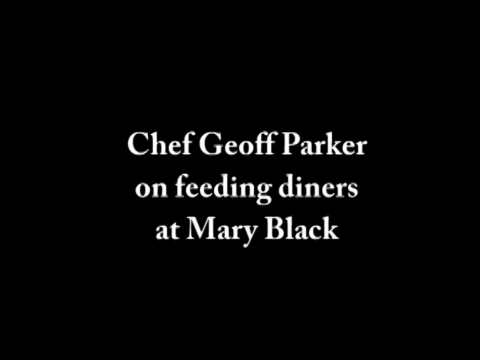 Chef Geoff Parker
on feeding diners
at Mary Black